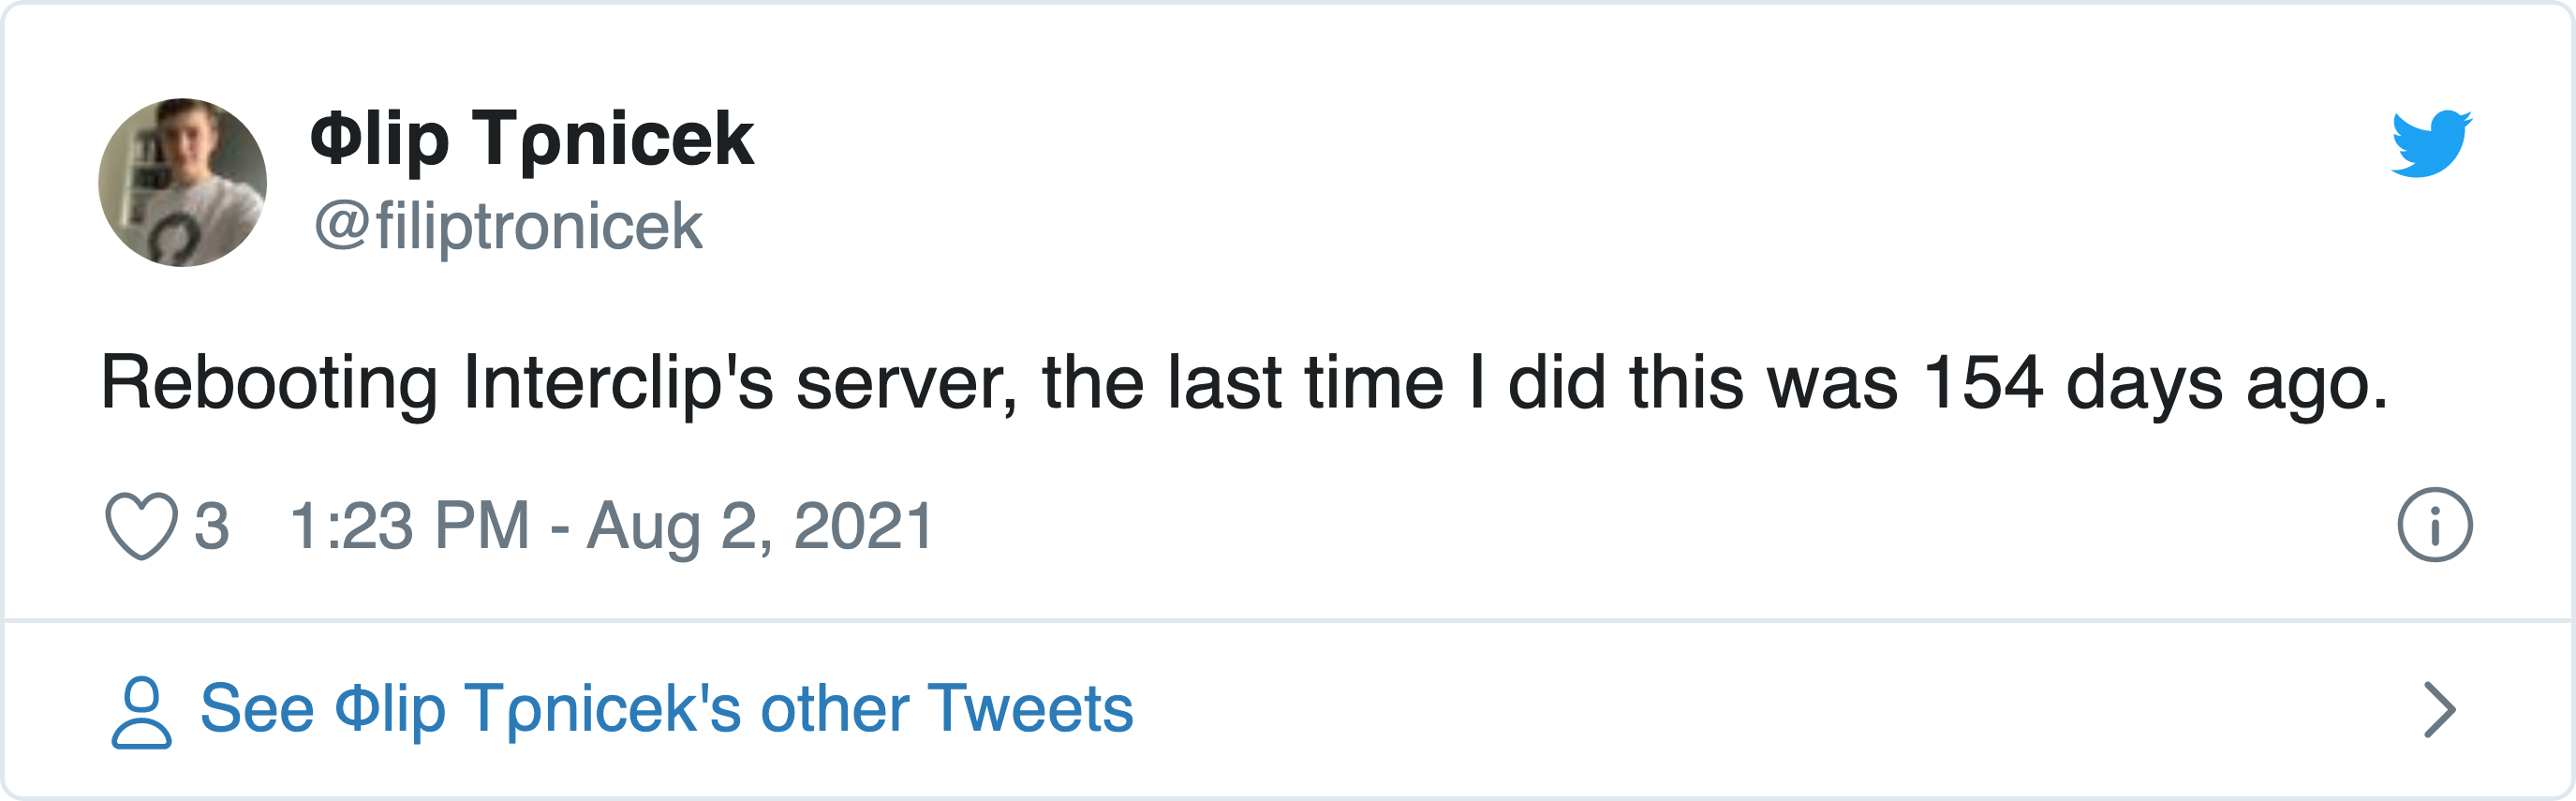 Φlip Tρnicek
@filiptronicek
Rebooting Interclip's server, the last time I did this was 154 days ago.
3 1:23 PM - Aug 2, 2021
See Φlip Tρnicek's other Tweets